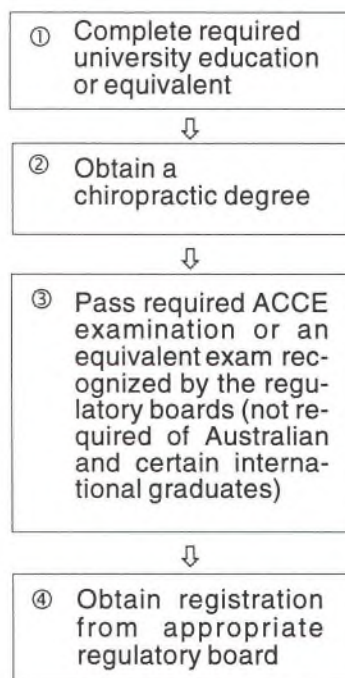 ① Complete required
university education
or equivalent
⇩
② Obtain a
chiropractic degree
⇩
③ Pass required ACCE
examination or an
equivalent exam rec-
ognized by the regu-
latory boards (not re-
quired of Australian
and certain interna-
tional graduates)
⇩
④ Obtain registration
from appropriate
regulatory board